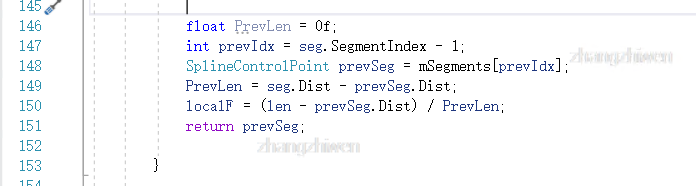 145
146 float PrevLen = 0f;
147 int prevIdx = seg.SegmentIndex - 1;
148 SplineControlPoint prevSeg = mSegments[prevIdx];
149 PrevLen = seg.Dist - prevSeg.Dist;
150 localF = (len - prevSeg.Dist) / PrevLen;
151 return prevSeg;
152
153 }
154
zhangzhiwen
zhangzhiwen